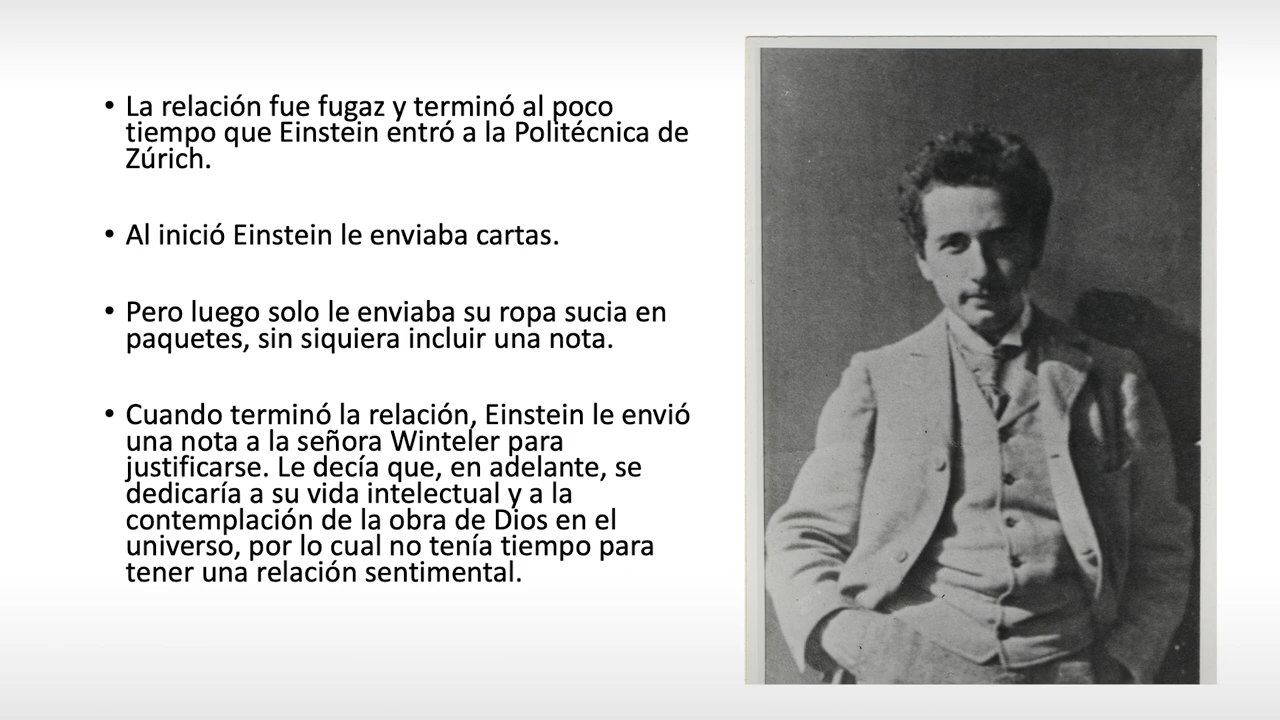 • La relación fue fugaz y terminó al poco
tiempo que Einstein entró a la Politécnica de
Zúrich.
• Al inició Einstein le enviaba cartas.
• Pero luego solo le enviaba su ropa sucia en
paquetes, sin siquiera incluir una nota.
• Cuando terminó la relación, Einstein le envió
una nota a la señora Winteler para
justificarse. Le decía que, en adelante, se
dedicaría a su vida intelectual y a la
contemplación de la obra de Dios en el
universo, por lo cual no tenía tiempo para
tener una relación sentimental.